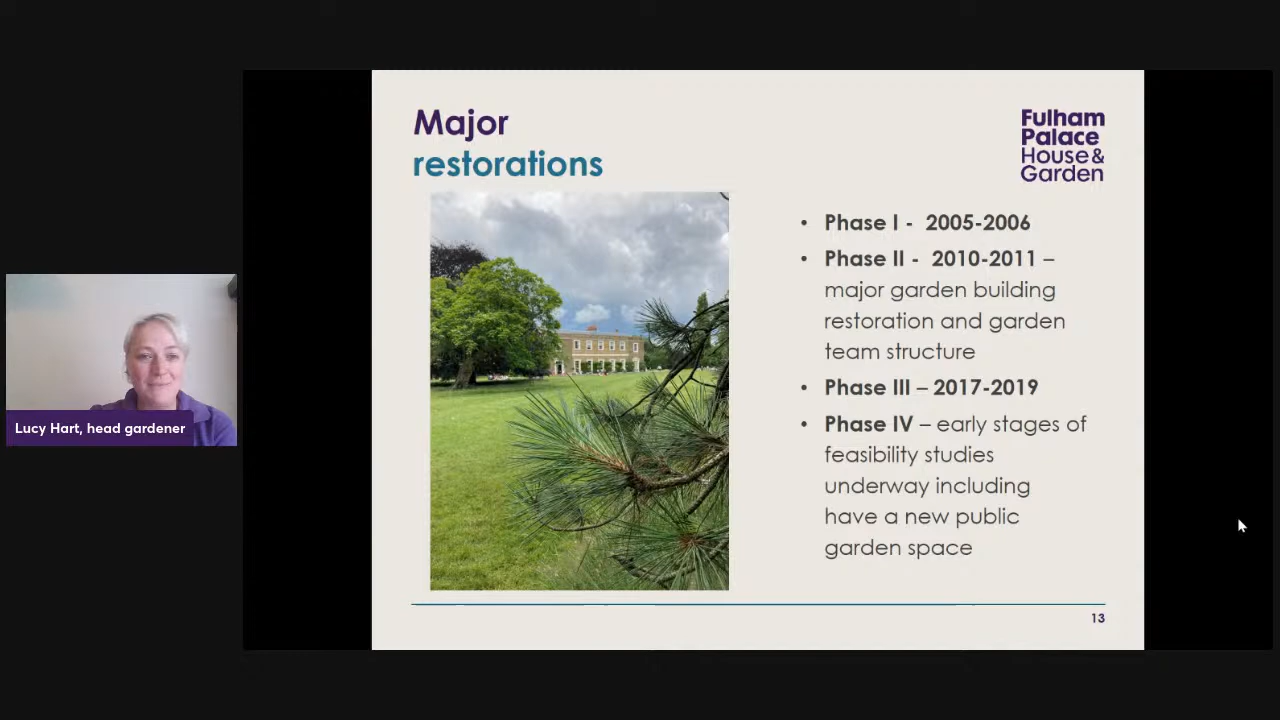 Major
restorations
Fulham
Palace
House &
Garden
• Phase I -  2005-2006
• Phase II -  2010-2011 –
major garden building
restoration and garden
team structure
• Phase III – 2017-2019
• Phase IV – early stages of
feasibility studies
underway including
have a new public
garden space
Lucy Hart, head gardener
13